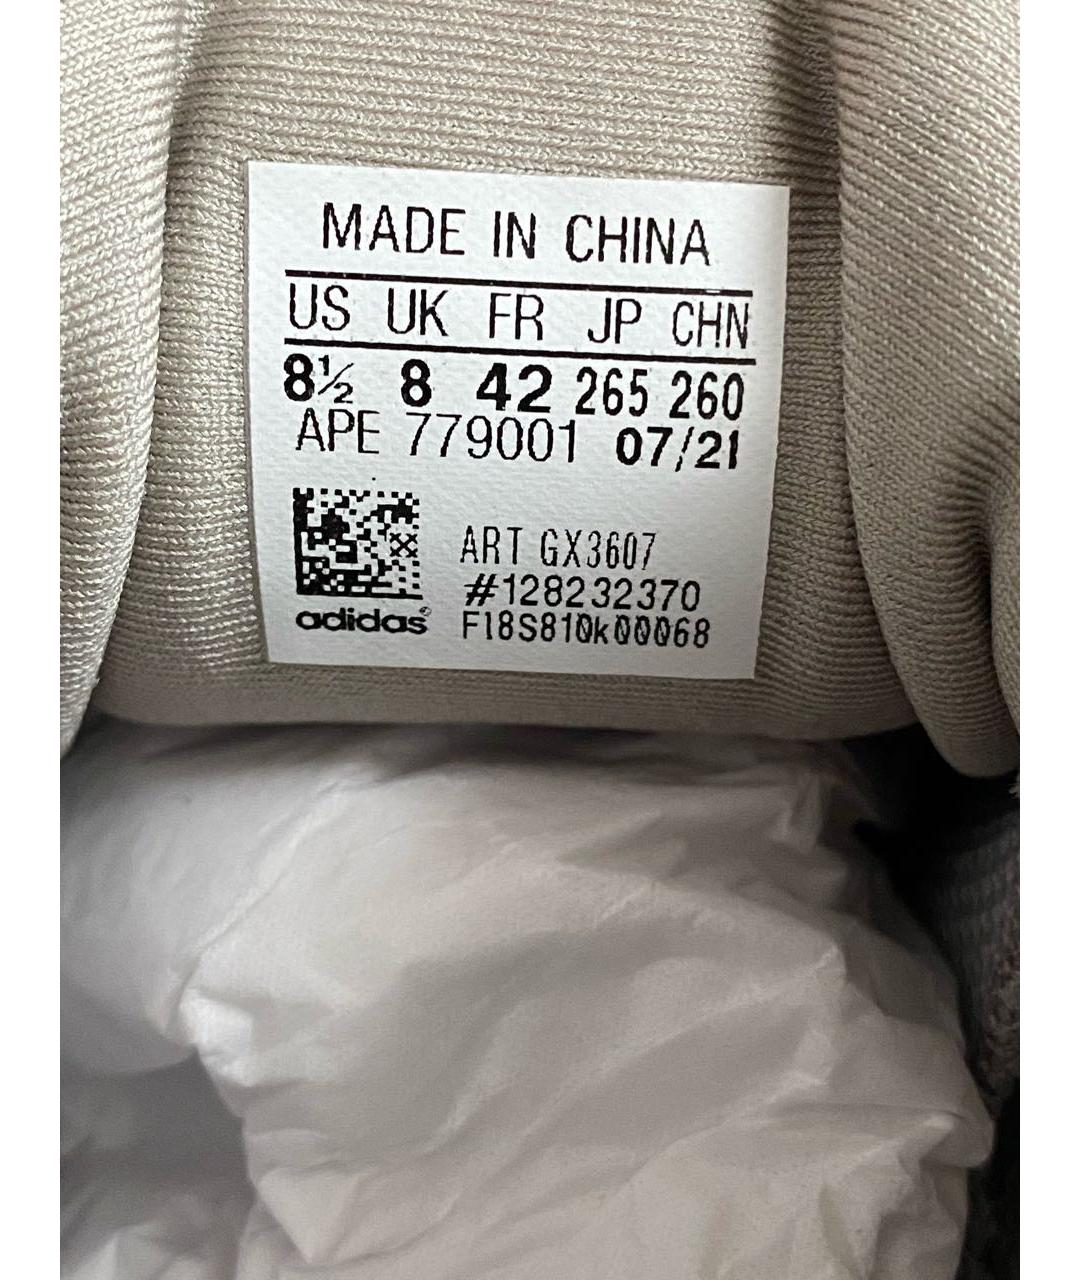 MADE IN CHINA
US UK FR JP CHN
8½ 8 42 265 260
APE 779001 07/21
ART GX3607
#128232370
adidas® F18S810k00068